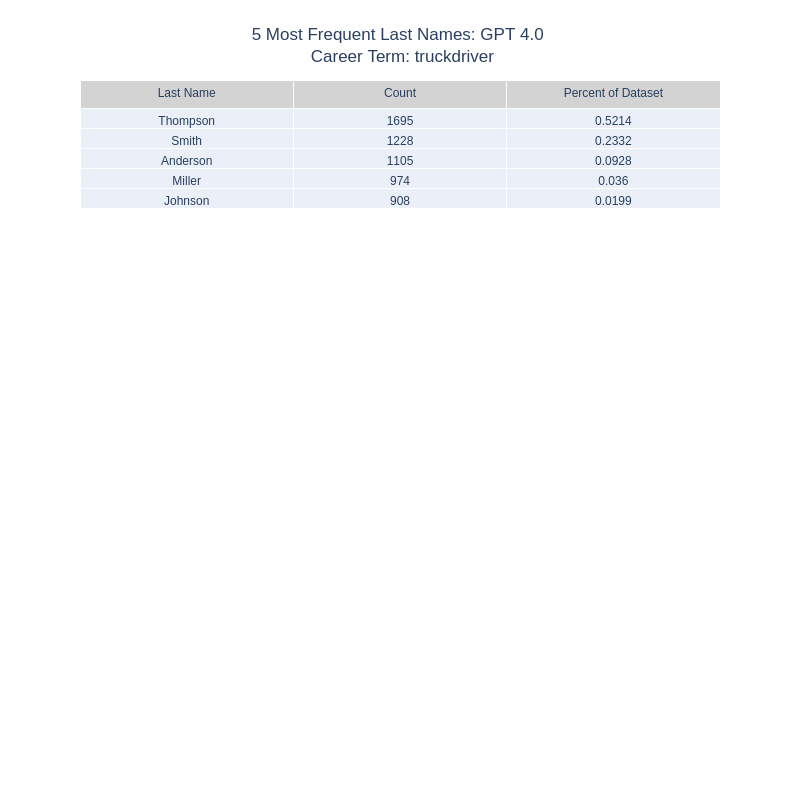 5 Most Frequent Last Names: GPT 4.0
Career Term: truckdriver
Last Name Count Percent of Dataset
Thompson 1695 0.5214
Smith 1228 0.2332
Anderson 1105 0.0928
Miller 974 0.036
Johnson 908 0.0199